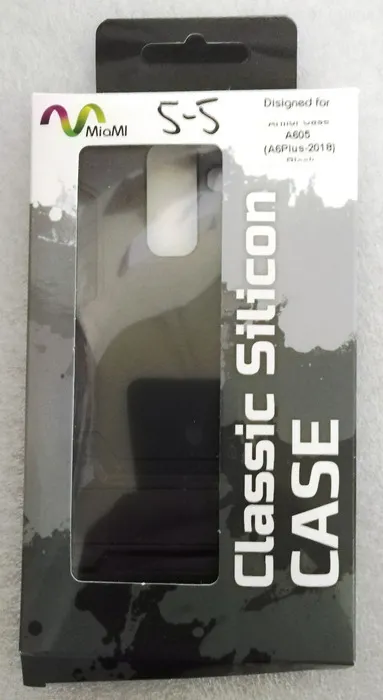 MiaMI
5-5
Disigned for
A605
(A6Plus-2018)
Classic Silicon
CASE